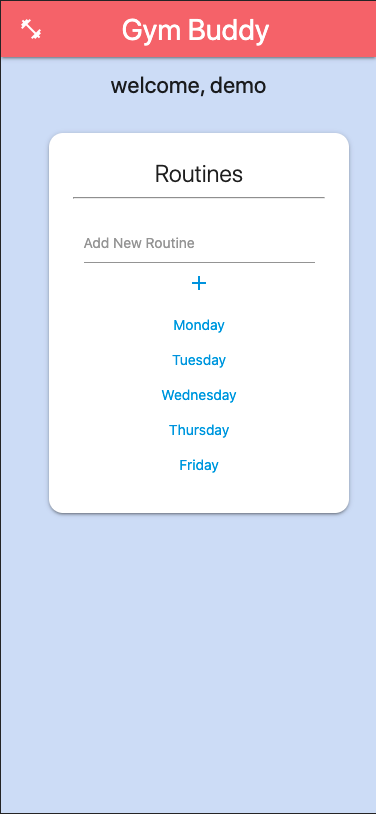 Gym Buddy
welcome, demo
Routines
Add New Routine
+
Monday
Tuesday
Wednesday
Thursday
Friday